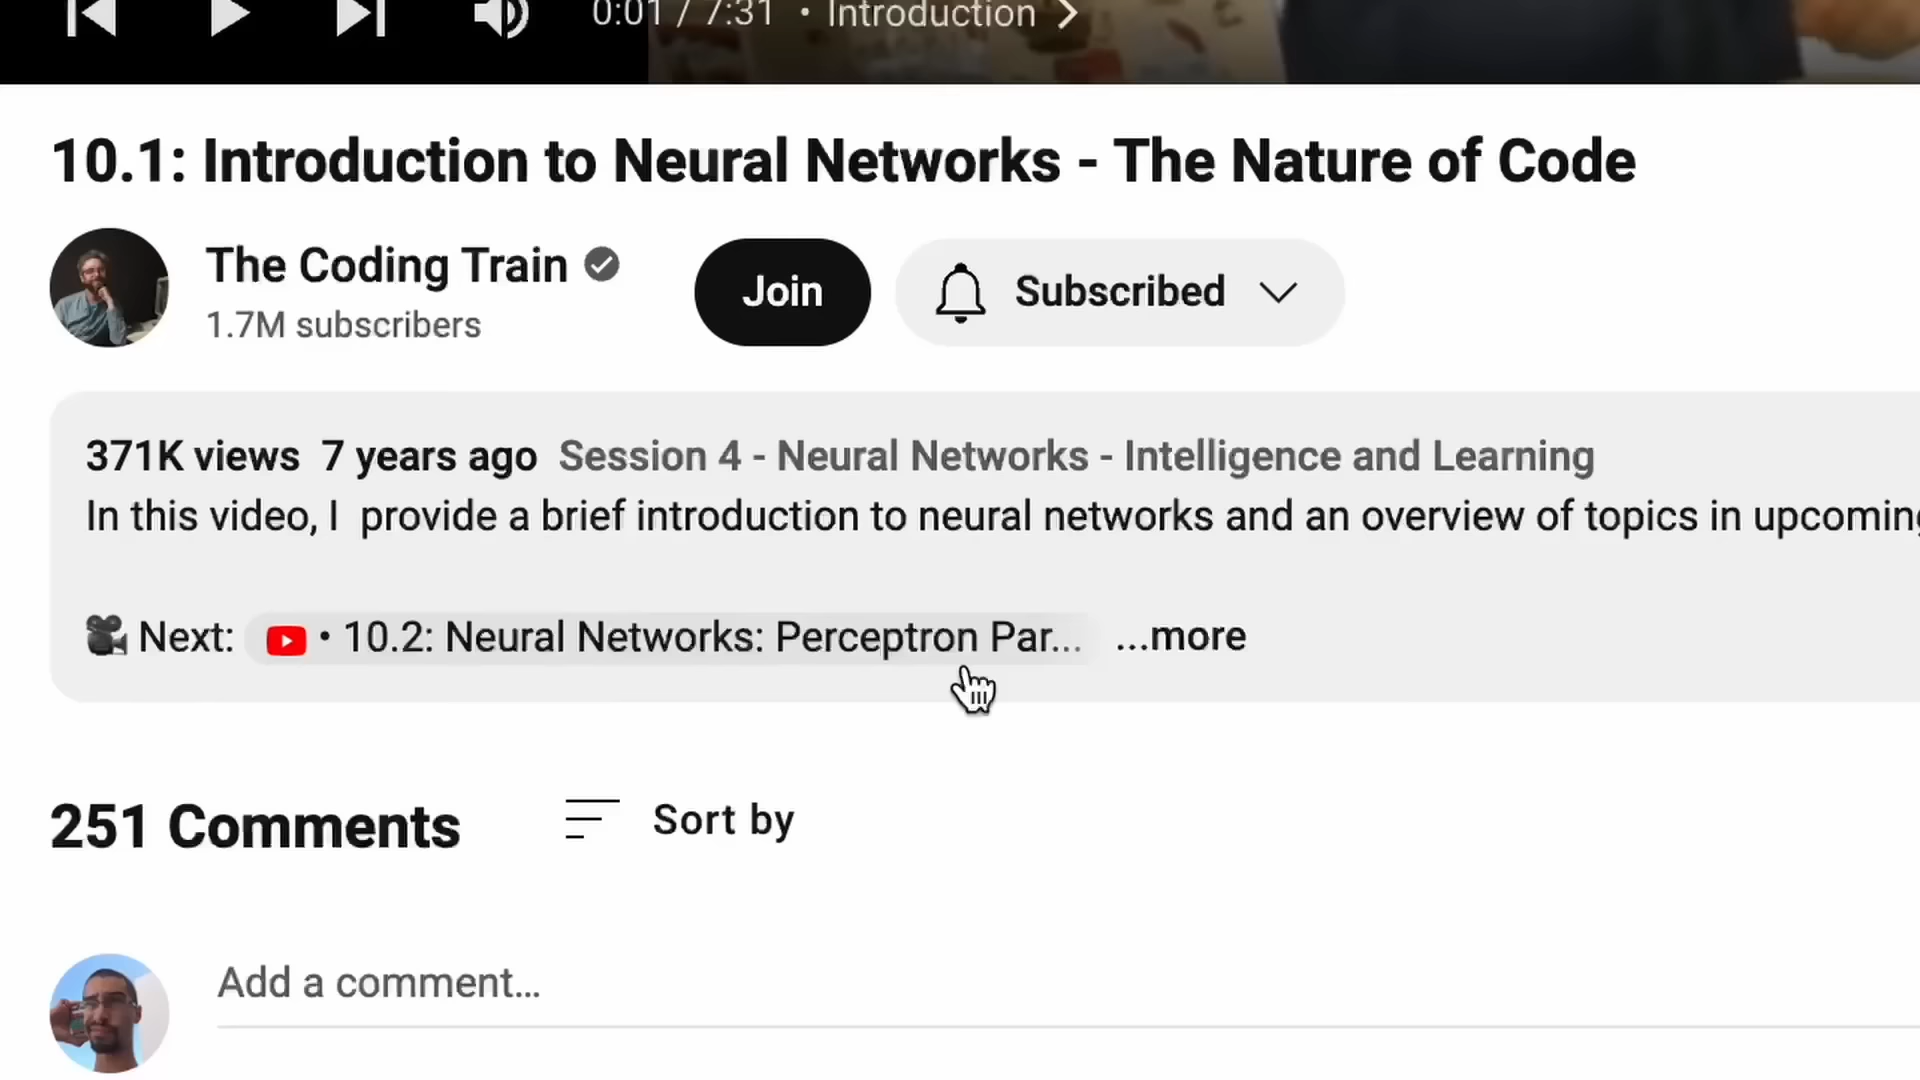 0:01 / 7:31 • Introduction
10.1: Introduction to Neural Networks - The Nature of Code
The Coding Train
1.7M subscribers
Join
Subscribed
371K views 7 years ago Session 4 - Neural Networks - Intelligence and Learning
In this video, I provide a brief introduction to neural networks and an overview of topics in upcoming
Next: • 10.2: Neural Networks: Perceptron Par... ...more
251 Comments
Sort by
Add a comment...